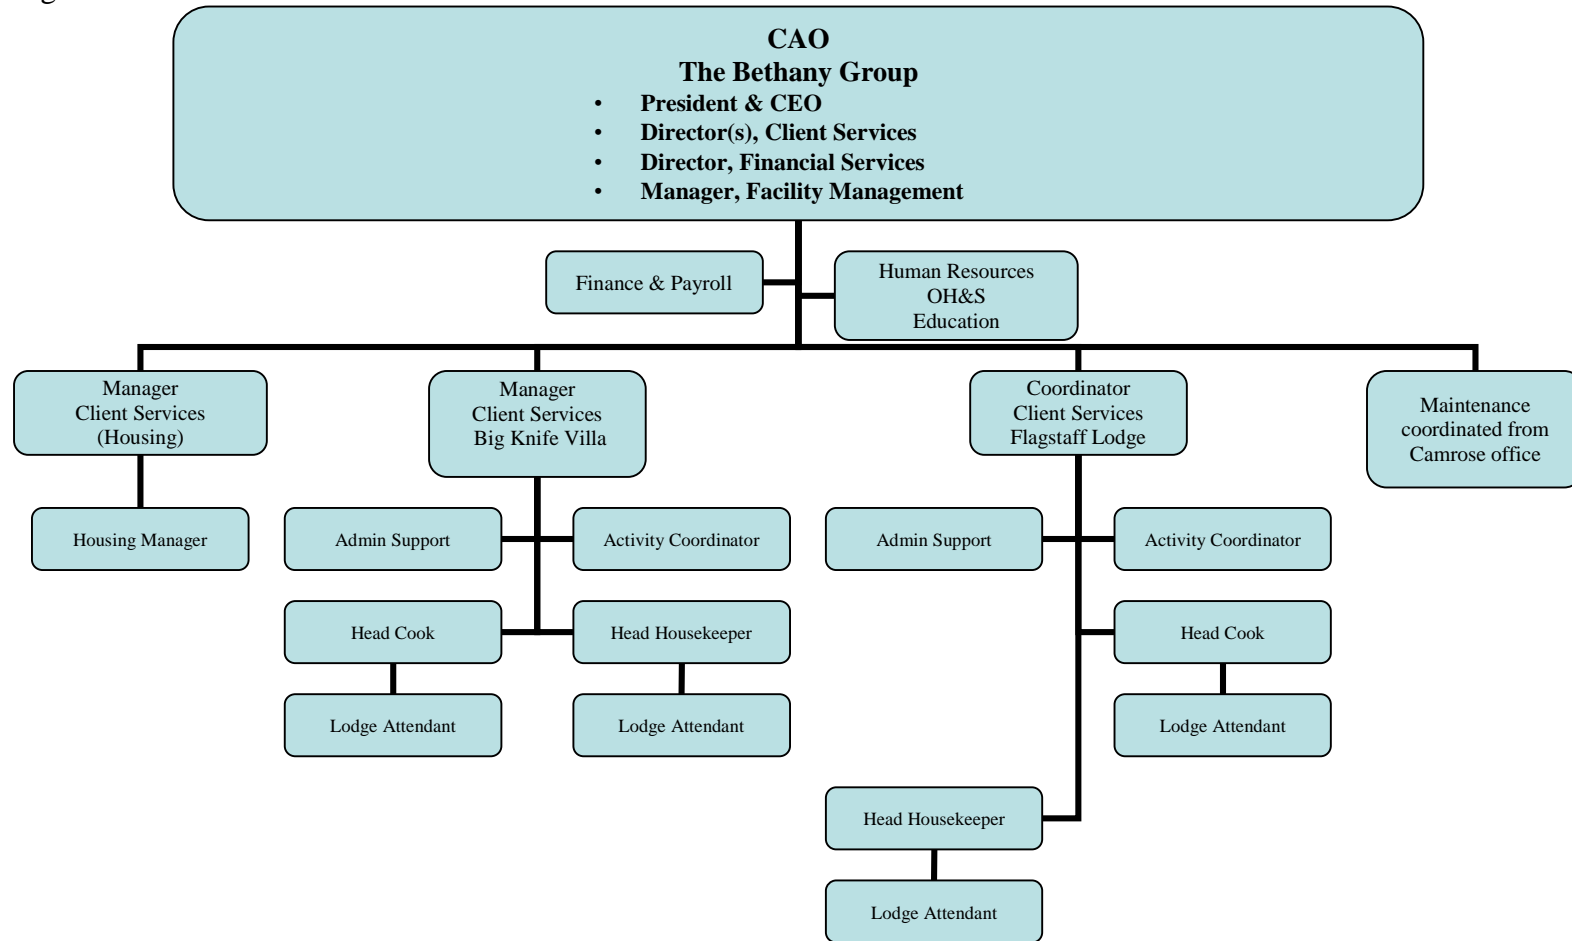 CAO
The Bethany Group
• President & CEO
• Director(s), Client Services
• Director, Financial Services
• Manager, Facility Management
Finance & Payroll
Human Resources
OH&S
Education
Manager
Client Services
(Housing)
Manager
Client Services
Big Knife Villa
Coordinator
Client Services
Flagstaff Lodge
Maintenance
coordinated from
Camrose office
Housing Manager
Admin Support
Activity Coordinator
Admin Support
Activity Coordinator
Head Cook
Head Housekeeper
Head Cook
Lodge Attendant
Lodge Attendant
Lodge Attendant
Head Housekeeper
Lodge Attendant